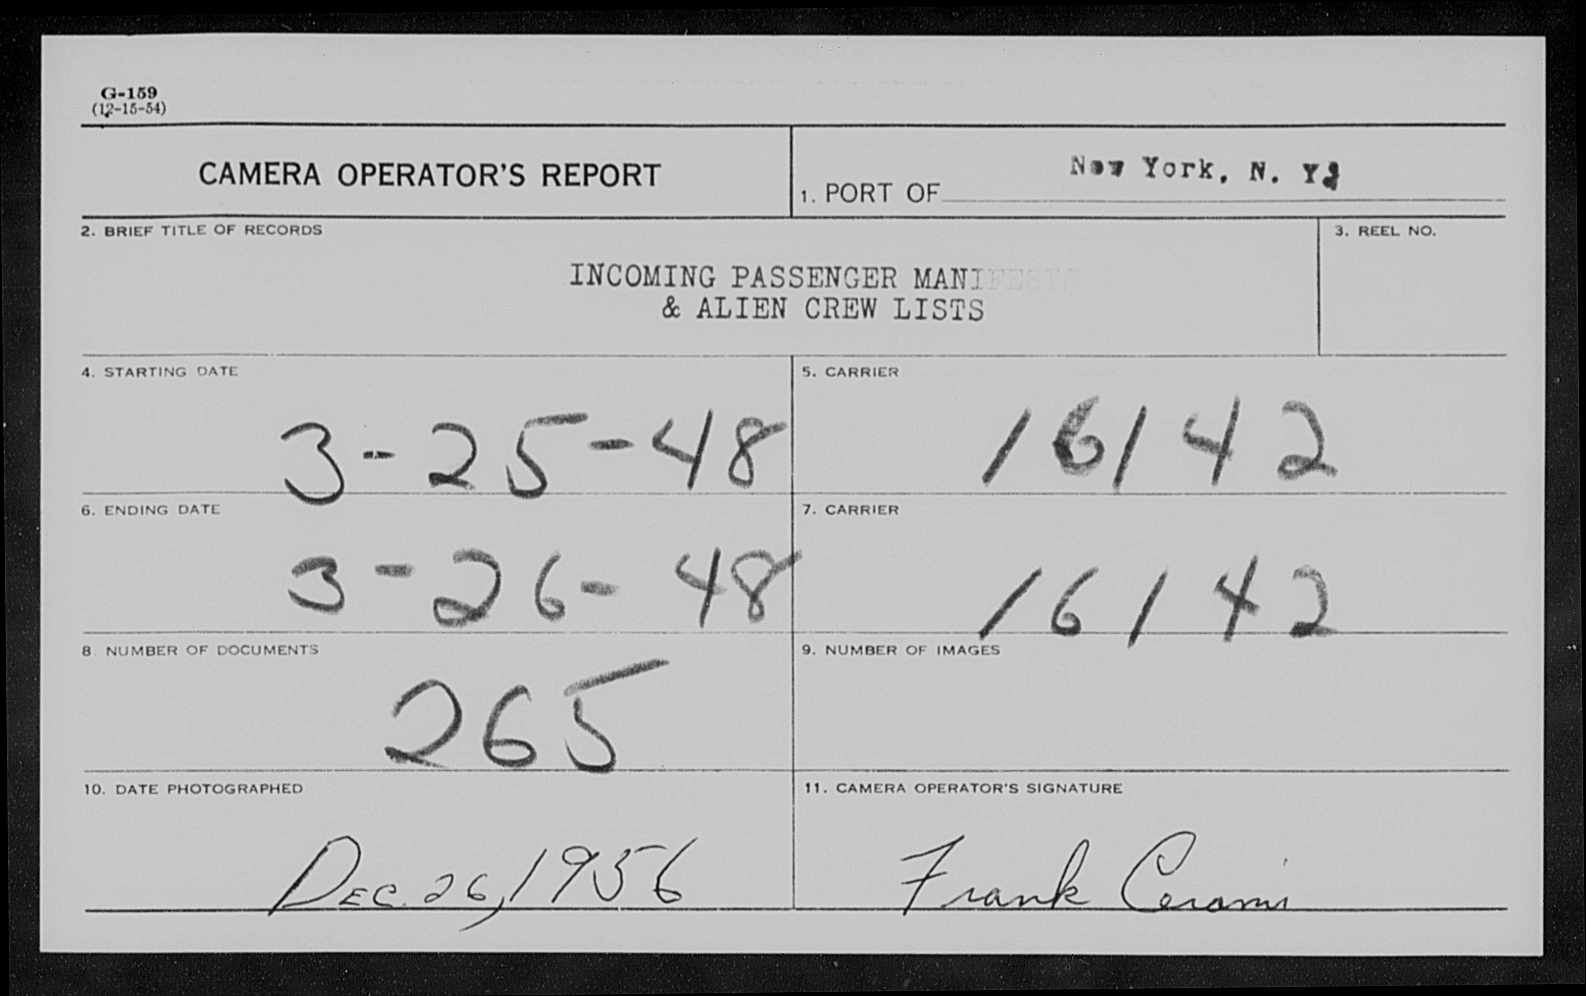 G-159
(12-15-54)
CAMERA OPERATOR'S REPORT
1. PORT OF New York, N. Y.
2. BRIEF TITLE OF RECORDS
3. REEL NO.
INCOMING PASSENGER MANIFESTS
& ALIEN CREW LISTS
4. STARTING DATE
3-25-48
5. CARRIER
16142
6. ENDING DATE
3-26-48
7. CARRIER
16142
8. NUMBER OF DOCUMENTS
265
9. NUMBER OF IMAGES
10. DATE PHOTOGRAPHED
DEC. 26, 1956
11. CAMERA OPERATOR'S SIGNATURE
Frank